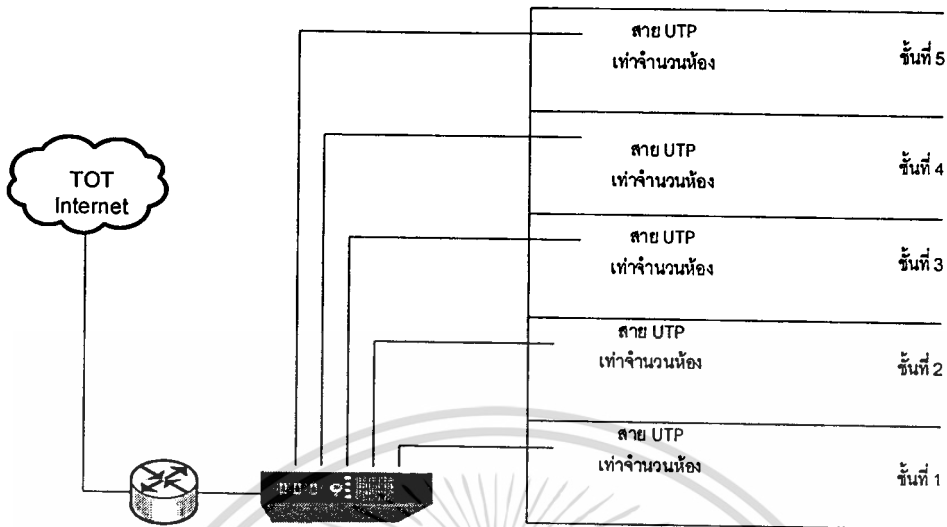 สาย UTP
เท่าจำนวนห้อง
ชั้นที่ 5
สาย UTP
เท่าจำนวนห้อง
ชั้นที่ 4
TOT
Internet
สาย UTP
เท่าจำนวนห้อง
ชั้นที่ 3
สาย UTP
เท่าจำนวนห้อง
ชั้นที่ 2
สาย UTP
เท่าจำนวนห้อง
ชั้นที่ 1